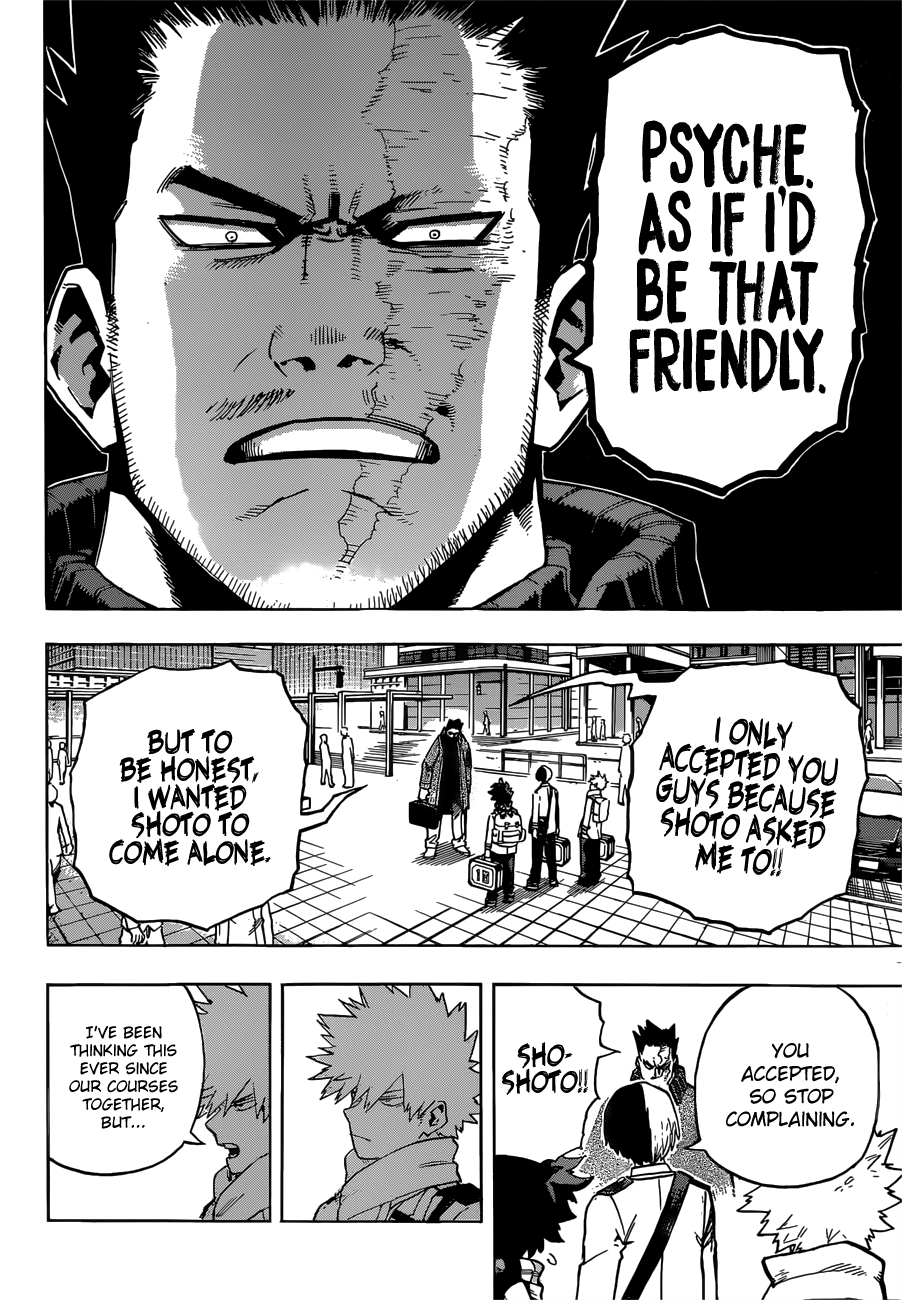 PSYCHE.
AS IF I'D
BE THAT
FRIENDLY.
I ONLY
ACCEPTED YOU
GUYS BECAUSE
SHOTO ASKED
ME TO!!
BUT TO
BE HONEST,
I WANTED
SHOTO TO
COME ALONE.
YOU
ACCEPTED,
SO STOP
COMPLAINING.
SHO-
SHOTO!!
I'VE BEEN
THINKING THIS
EVER SINCE
OUR COURSES
TOGETHER,
BUT...